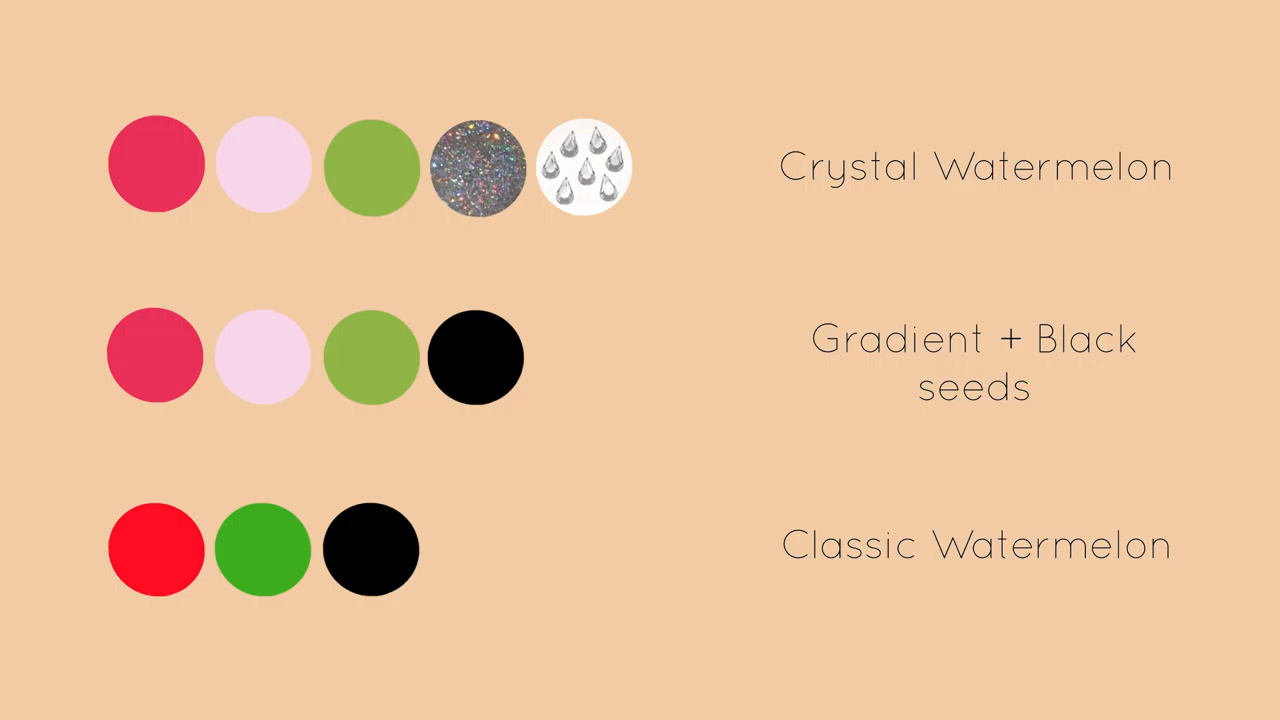 Crystal Watermelon
Gradient + Black
seeds
Classic Watermelon